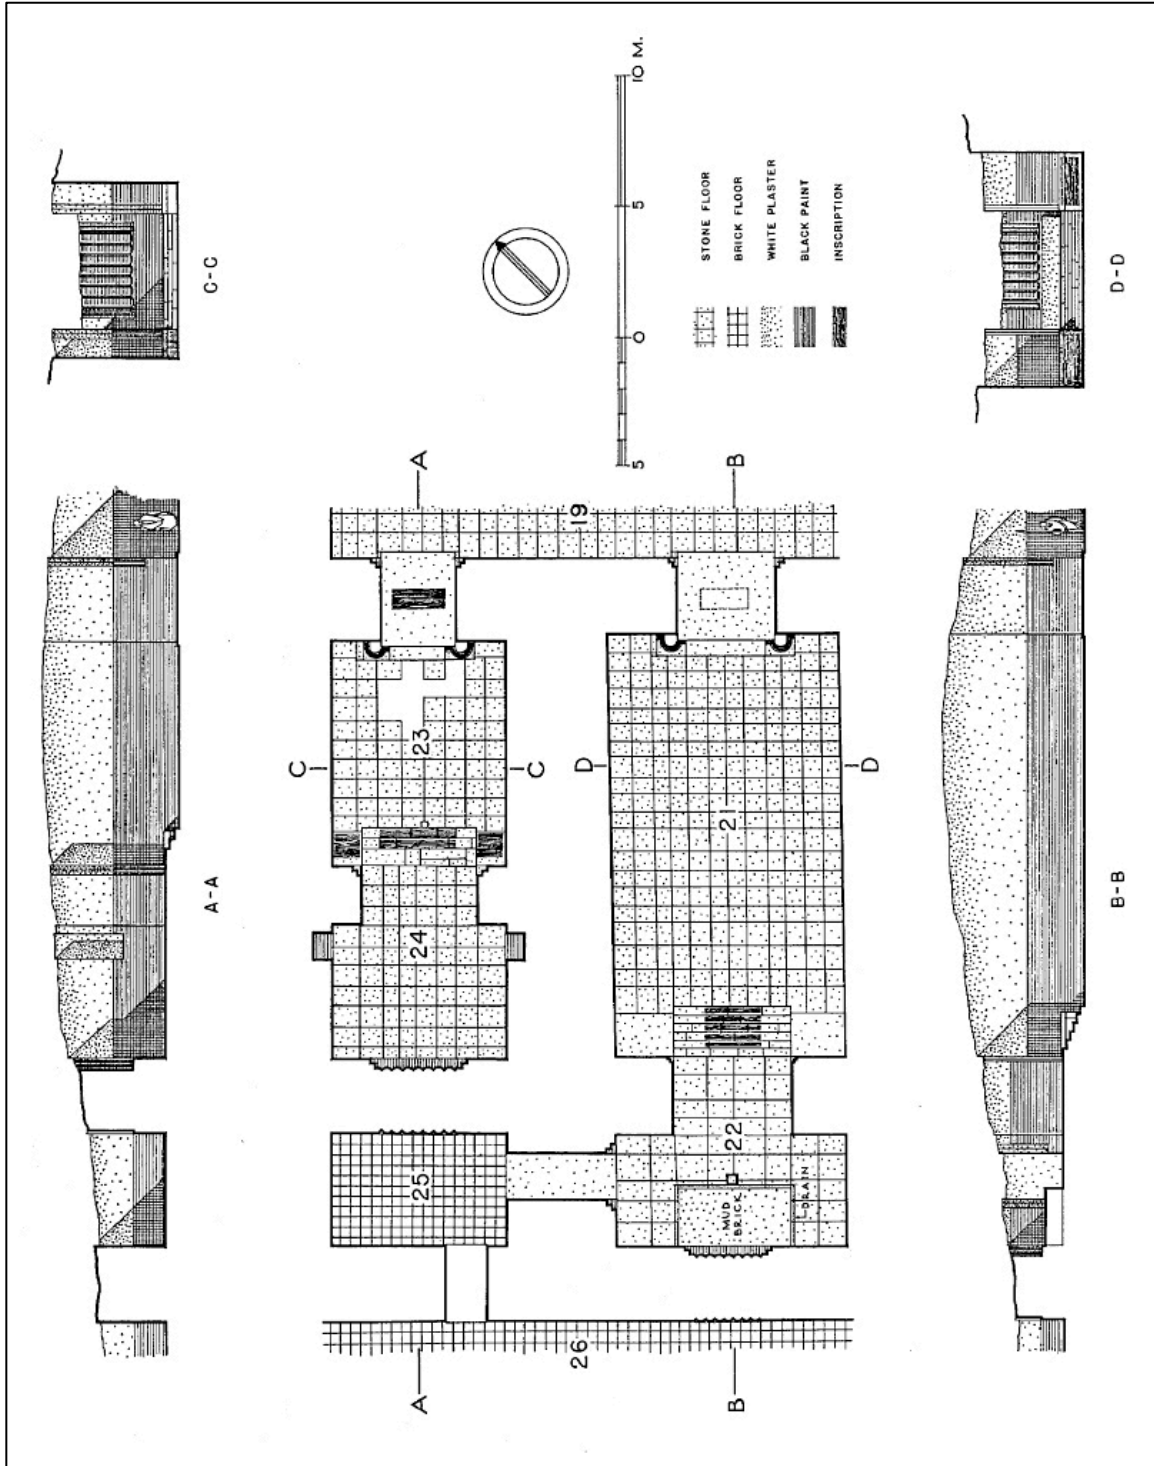 C-C
10 M.
5
0
5
STONE FLOOR
BRICK FLOOR
WHITE PLASTER
BLACK PAINT
INSCRIPTION
D-D
A-A
A
B
19
C
23
C
D
21
D
24
25
22
MUD
BRICK
DRAIN
26
A
B
B-B